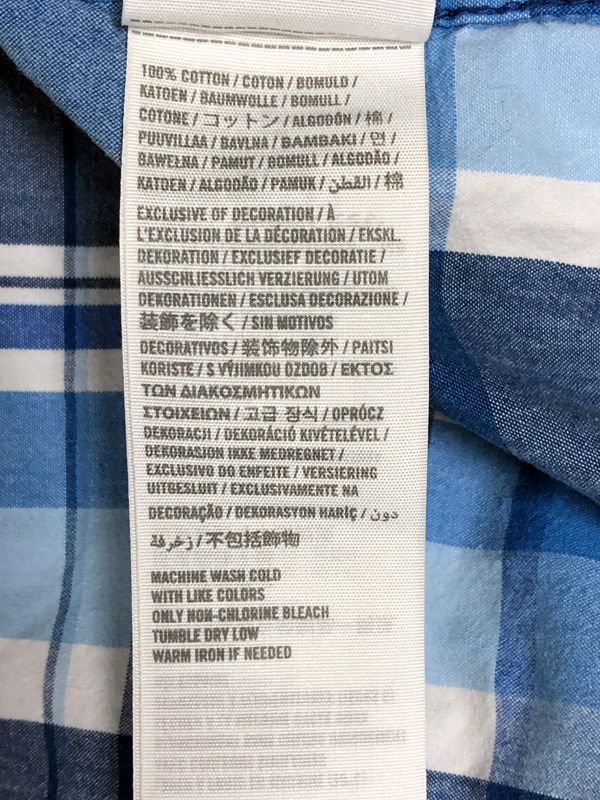 100% COTTON / COTON / BOMULD /
KATOEN / BAUMWOLLE / BOMULL /
COTONE / コットン / ALGODÓN / 棉 /
PUUVILLAA / BAVLNA / BAMBAKI / 면 /
BAWEŁNA / PAMUT / BOMULL / ALGODÃO /
KATOEN / ALGODÃO / PAMUK / القطن / 棉
EXCLUSIVE OF DECORATION / À
L'EXCLUSION DE LA DÉCORATION / EKSKL.
DEKORATION / EXCLUSIEF DECORATIE /
AUSSCHLIESSLICH VERZIERUNG / UTOM
DEKORATIONEN / ESCLUSA DECORAZIONE /
装飾を除く / SIN MOTIVOS
DECORATIVOS / 装饰物除外 / PAITSI
KORISTE / S VÝJIMKOU OZDOB / ΕΚΤΟΣ
ΤΩΝ ΔΙΑΚΟΣΜΗΤΙΚΩΝ
ΣΤΟΙΧΕΙΩΝ / 고급 장식 / OPRÓCZ
DEKORACJI / DEKORÁCIÓ KIVÉTELÉVEL /
DEKORASJON IKKE MEDREGNET /
EXCLUSIVO DO ENFEITE / VERSIERING
UITGESLUIT / EXCLUSIVAMENTE NA
DECORAÇÃO / DEKORASYON HARIÇ / دون
زخرفة / 不包括飾物
MACHINE WASH COLD
WITH LIKE COLORS
ONLY NON-CHLORINE BLEACH
TUMBLE DRY LOW
WARM IRON IF NEEDED